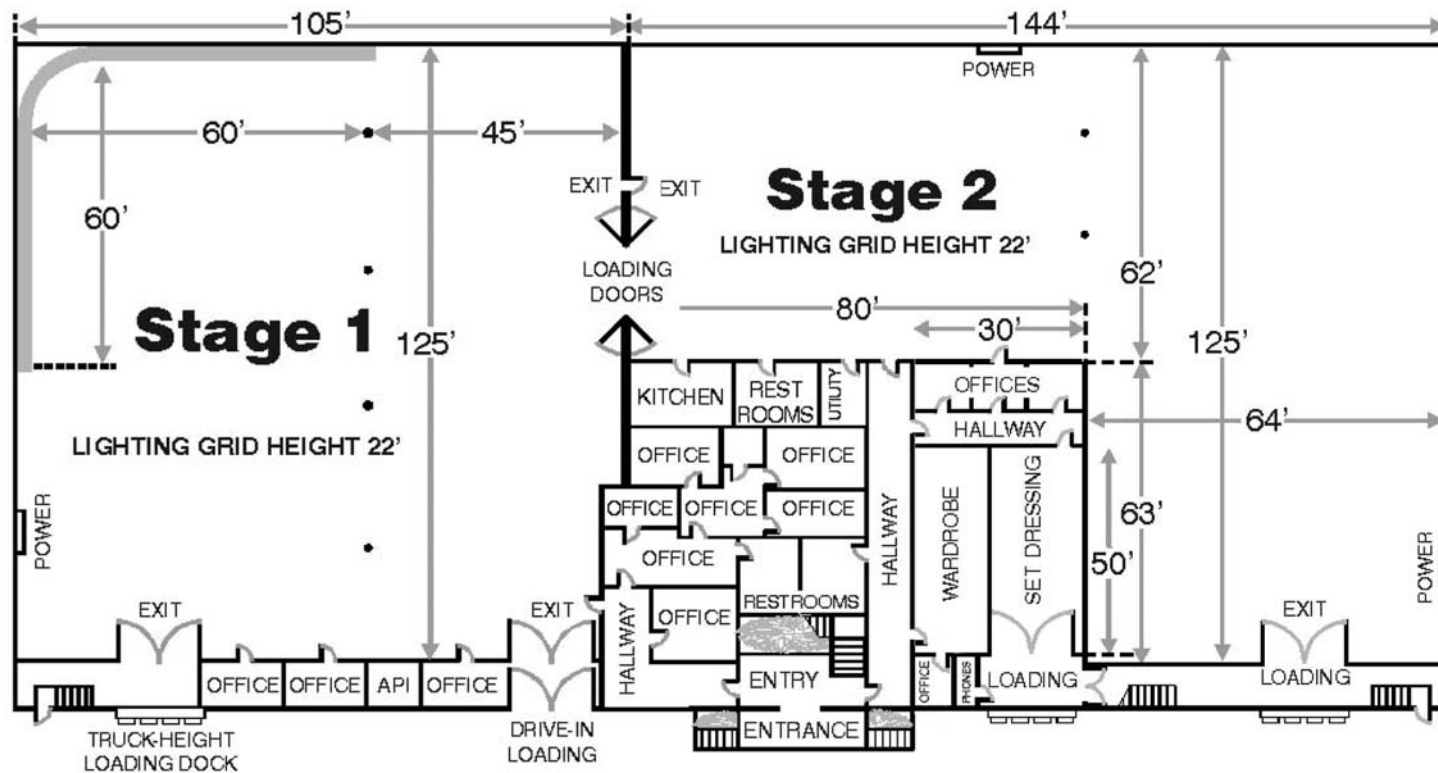 105’
144’
POWER
60’
45’
EXIT
EXIT
Stage 2
60’
LIGHTING GRID HEIGHT 22’
LOADING
DOORS
62’
80’
Stage 1
125’
30’
125’
KITCHEN
REST
ROOMS
UTILITY
OFFICES
HALLWAY
64’
LIGHTING GRID HEIGHT 22’
OFFICE
OFFICE
OFFICE
OFFICE
OFFICE
HALLWAY
WARDROBE
SET DRESSING
63’
50’
POWER
POWER
OFFICE
RESTROOMS
EXIT
EXIT
HALLWAY
OFFICE
EXIT
OFFICE
OFFICE
API
OFFICE
ENTRY
OFFICE
PHONES
LOADING
LOADING
TRUCK-HEIGHT
LOADING DOCK
DRIVE-IN
LOADING
ENTRANCE